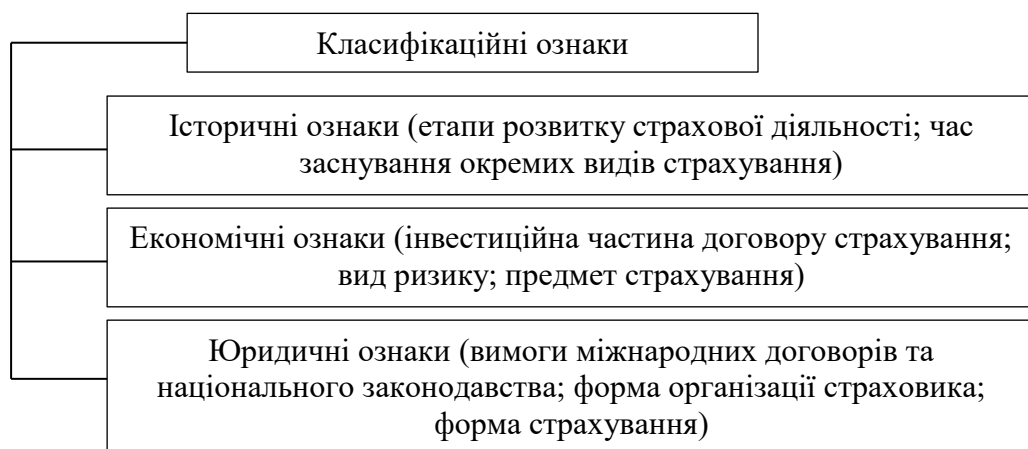 Класифікаційні ознаки
Історичні ознаки (етапи розвитку страхової діяльності; час
заснування окремих видів страхування)
Економічні ознаки (інвестиційна частина договору страхування;
вид ризику; предмет страхування)
Юридичні ознаки (вимоги міжнародних договорів та
національного законодавства; форма організації страховика;
форма страхування)